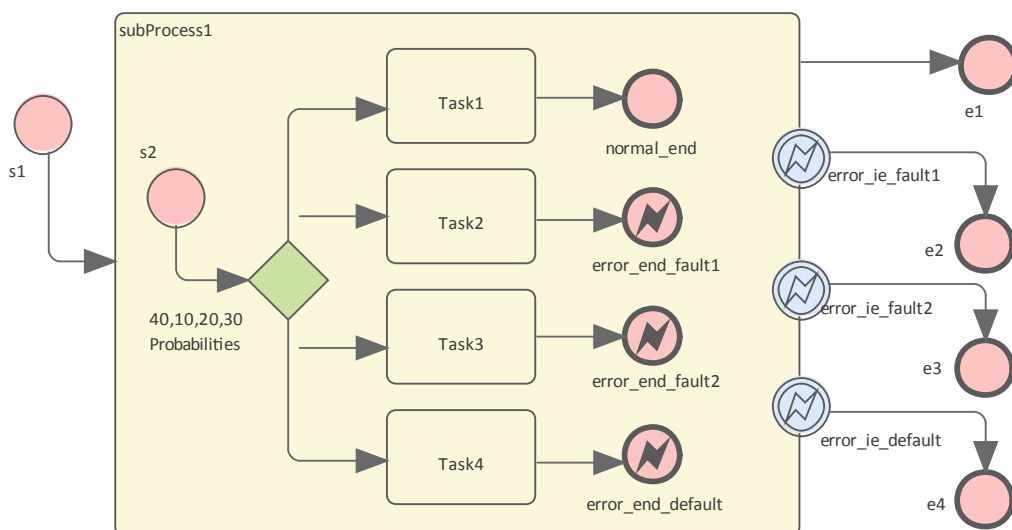 subProcess1
s1
s2
40,10,20,30
Probabilities
Task1
normal_end
Task2
error_end_fault1
Task3
error_end_fault2
Task4
error_end_default
e1
error_ie_fault1
e2
error_ie_fault2
e3
error_ie_default
e4